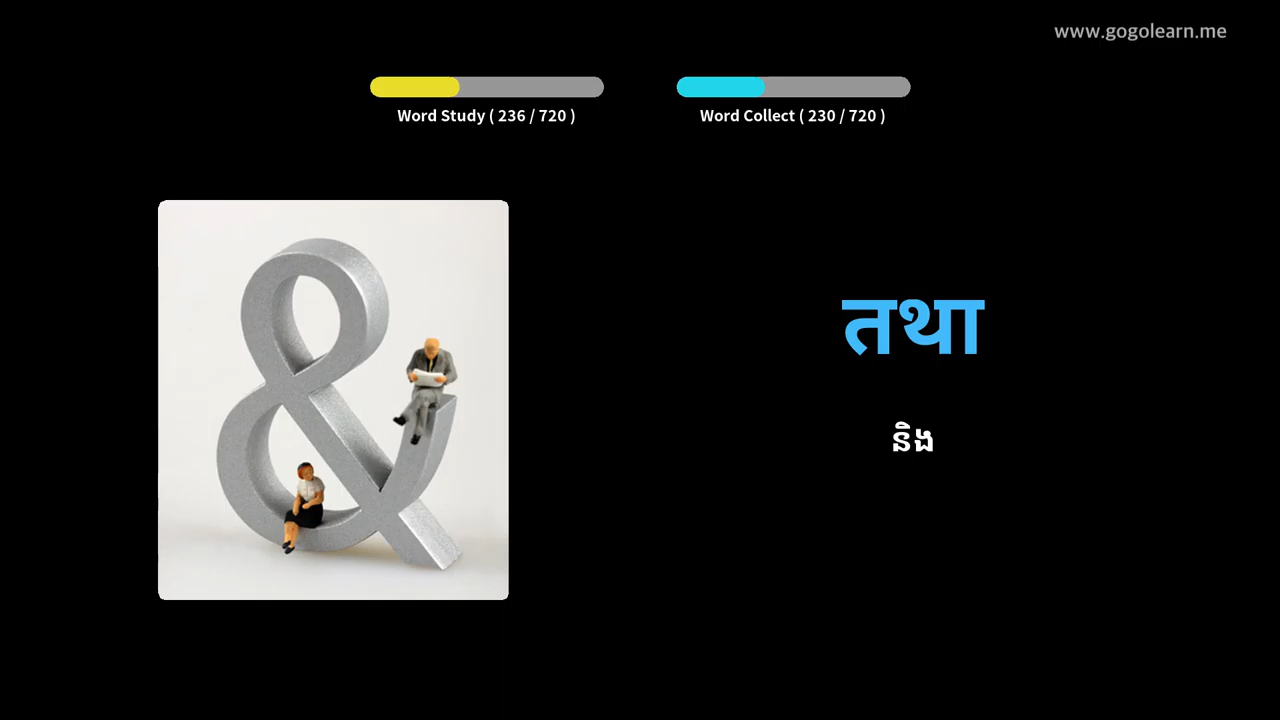 www.gogolearn.me
Word Study ( 236 / 720 )
Word Collect ( 230 / 720 )
&
तथा
និង